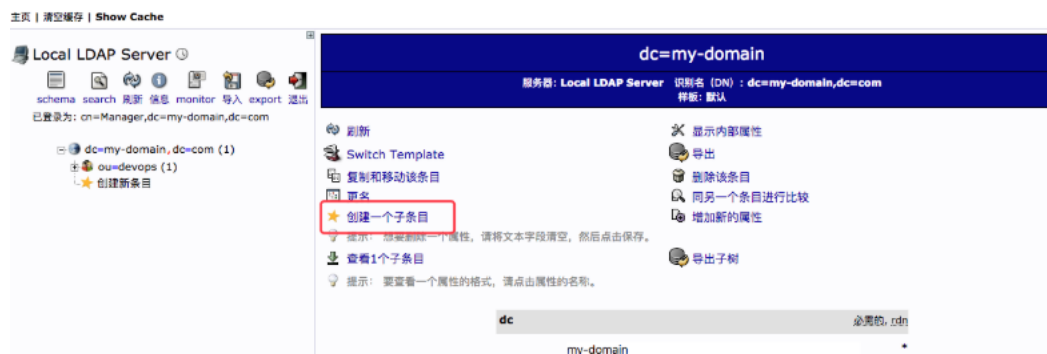 主页 | 清空缓存 | Show Cache
Local LDAP Server
schema search 刷新 信息 monitor 导入 export 退出
已登录为: cn=Manager,dc=my-domain,dc=com
dc=my-domain,dc=com (1)
ou=devops (1)
创建新条目
dc=my-domain
服务器: Local LDAP Server 识别名 (DN) : dc=my-domain,dc=com
样板: 默认
刷新 显示内部属性
Switch Template 导出
复制和移动该条目 删除该条目
更名 同另一个条目进行比较
创建一个子条目 增加新的属性
提示: 想要删除一个属性，请将文本字段清空，然后点击保存。
查看1个子条目 导出子树
提示: 要查看一个属性的格式，请点击属性的名称。
dc 必需的, rdn
my-domain *